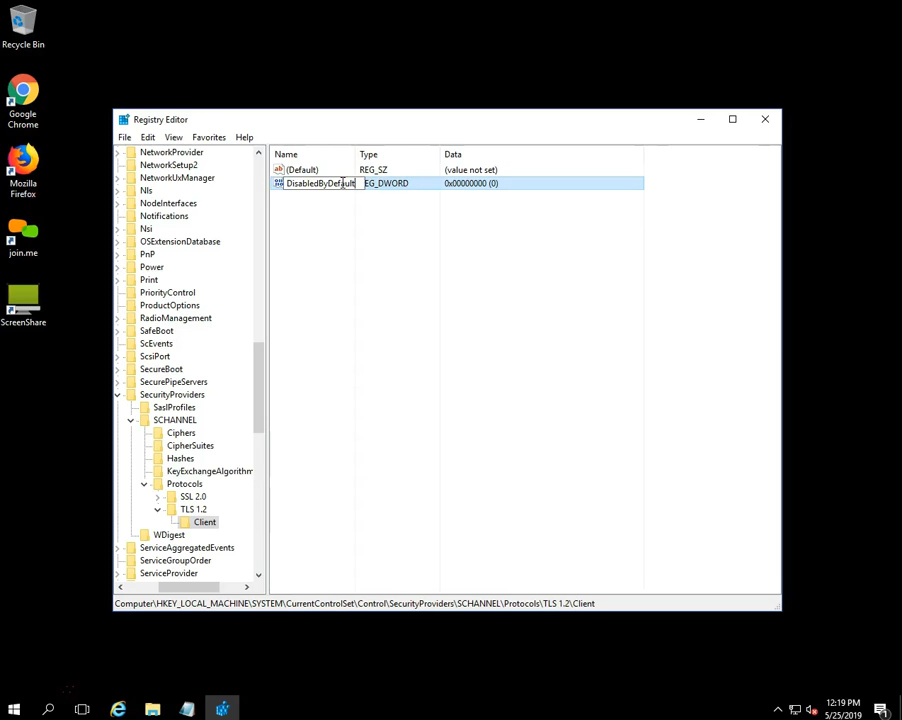 Recycle Bin
Google
Chrome
Mozilla
Firefox
join.me
ScreenShare
Registry Editor
File Edit View Favorites Help
NetworkProvider
NetworkSetup2
NetworkUxManager
Nls
NodeInterfaces
Notifications
Nsi
OSExtensionDatabase
PnP
Power
Print
PriorityControl
ProductOptions
RadioManagement
SafeBoot
ScEvents
ScsiPort
SecureBoot
SecurePipeServers
SecurityProviders
SaslProfiles
SCHANNEL
Ciphers
CipherSuites
Hashes
KeyExchangeAlgorithm
Protocols
SSL 2.0
TLS 1.2
Client
WDigest
ServiceAggregatedEvents
ServiceGroupOrder
ServiceProvider
Name Type Data
(Default) REG_SZ (value not set)
DisabledByDefault EG_DWORD 0x00000000 (0)
Computer\HKEY_LOCAL_MACHINE\SYSTEM\CurrentControlSet\Control\SecurityProviders\SCHANNEL\Protocols\TLS 1.2\Client
12:19 PM
5/25/2019
1